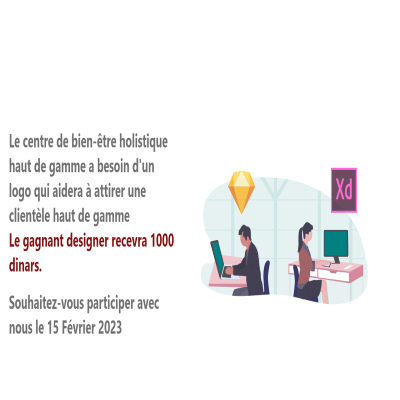 Le centre de bien-être holistique
haut de gamme a besoin d'un
logo qui aidera à attirer une
clientèle haut de gamme
Le gagnant designer recevra 1000
dinars.
Souhaitez-vous participer avec
nous le 15 Février 2023
Xd